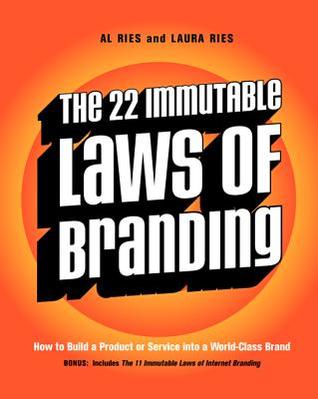 AL RIES and LAURA RIES
THE 22 IMMUTABLE
LAWS OF
BRANDING
How to Build a Product or Service into a World-Class Brand
BONUS: Includes The 11 Immutable Laws of Internet Branding